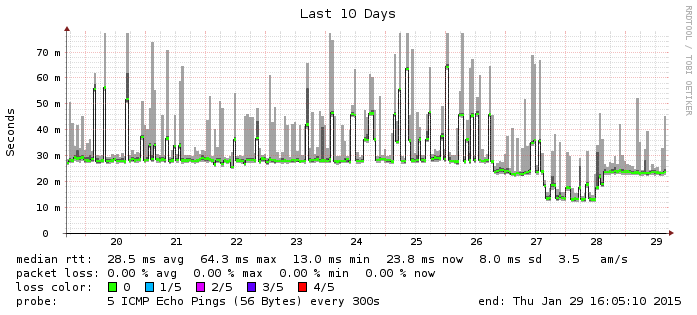 Last 10 Days
RRDTOOL / TOBI OETIKER
Seconds
70 m
60 m
50 m
40 m
30 m
20 m
10 m
0
20 21 22 23 24 25 26 27 28 29
median rtt: 28.5 ms avg 64.3 ms max 13.0 ms min 23.8 ms now 8.0 ms sd 3.5 am/s
packet loss: 0.00 % avg 0.00 % max 0.00 % min 0.00 % now
loss color: 0 1/5 2/5 3/5 4/5
probe: 5 ICMP Echo Pings (56 Bytes) every 300s end: Thu Jan 29 16:05:10 2015